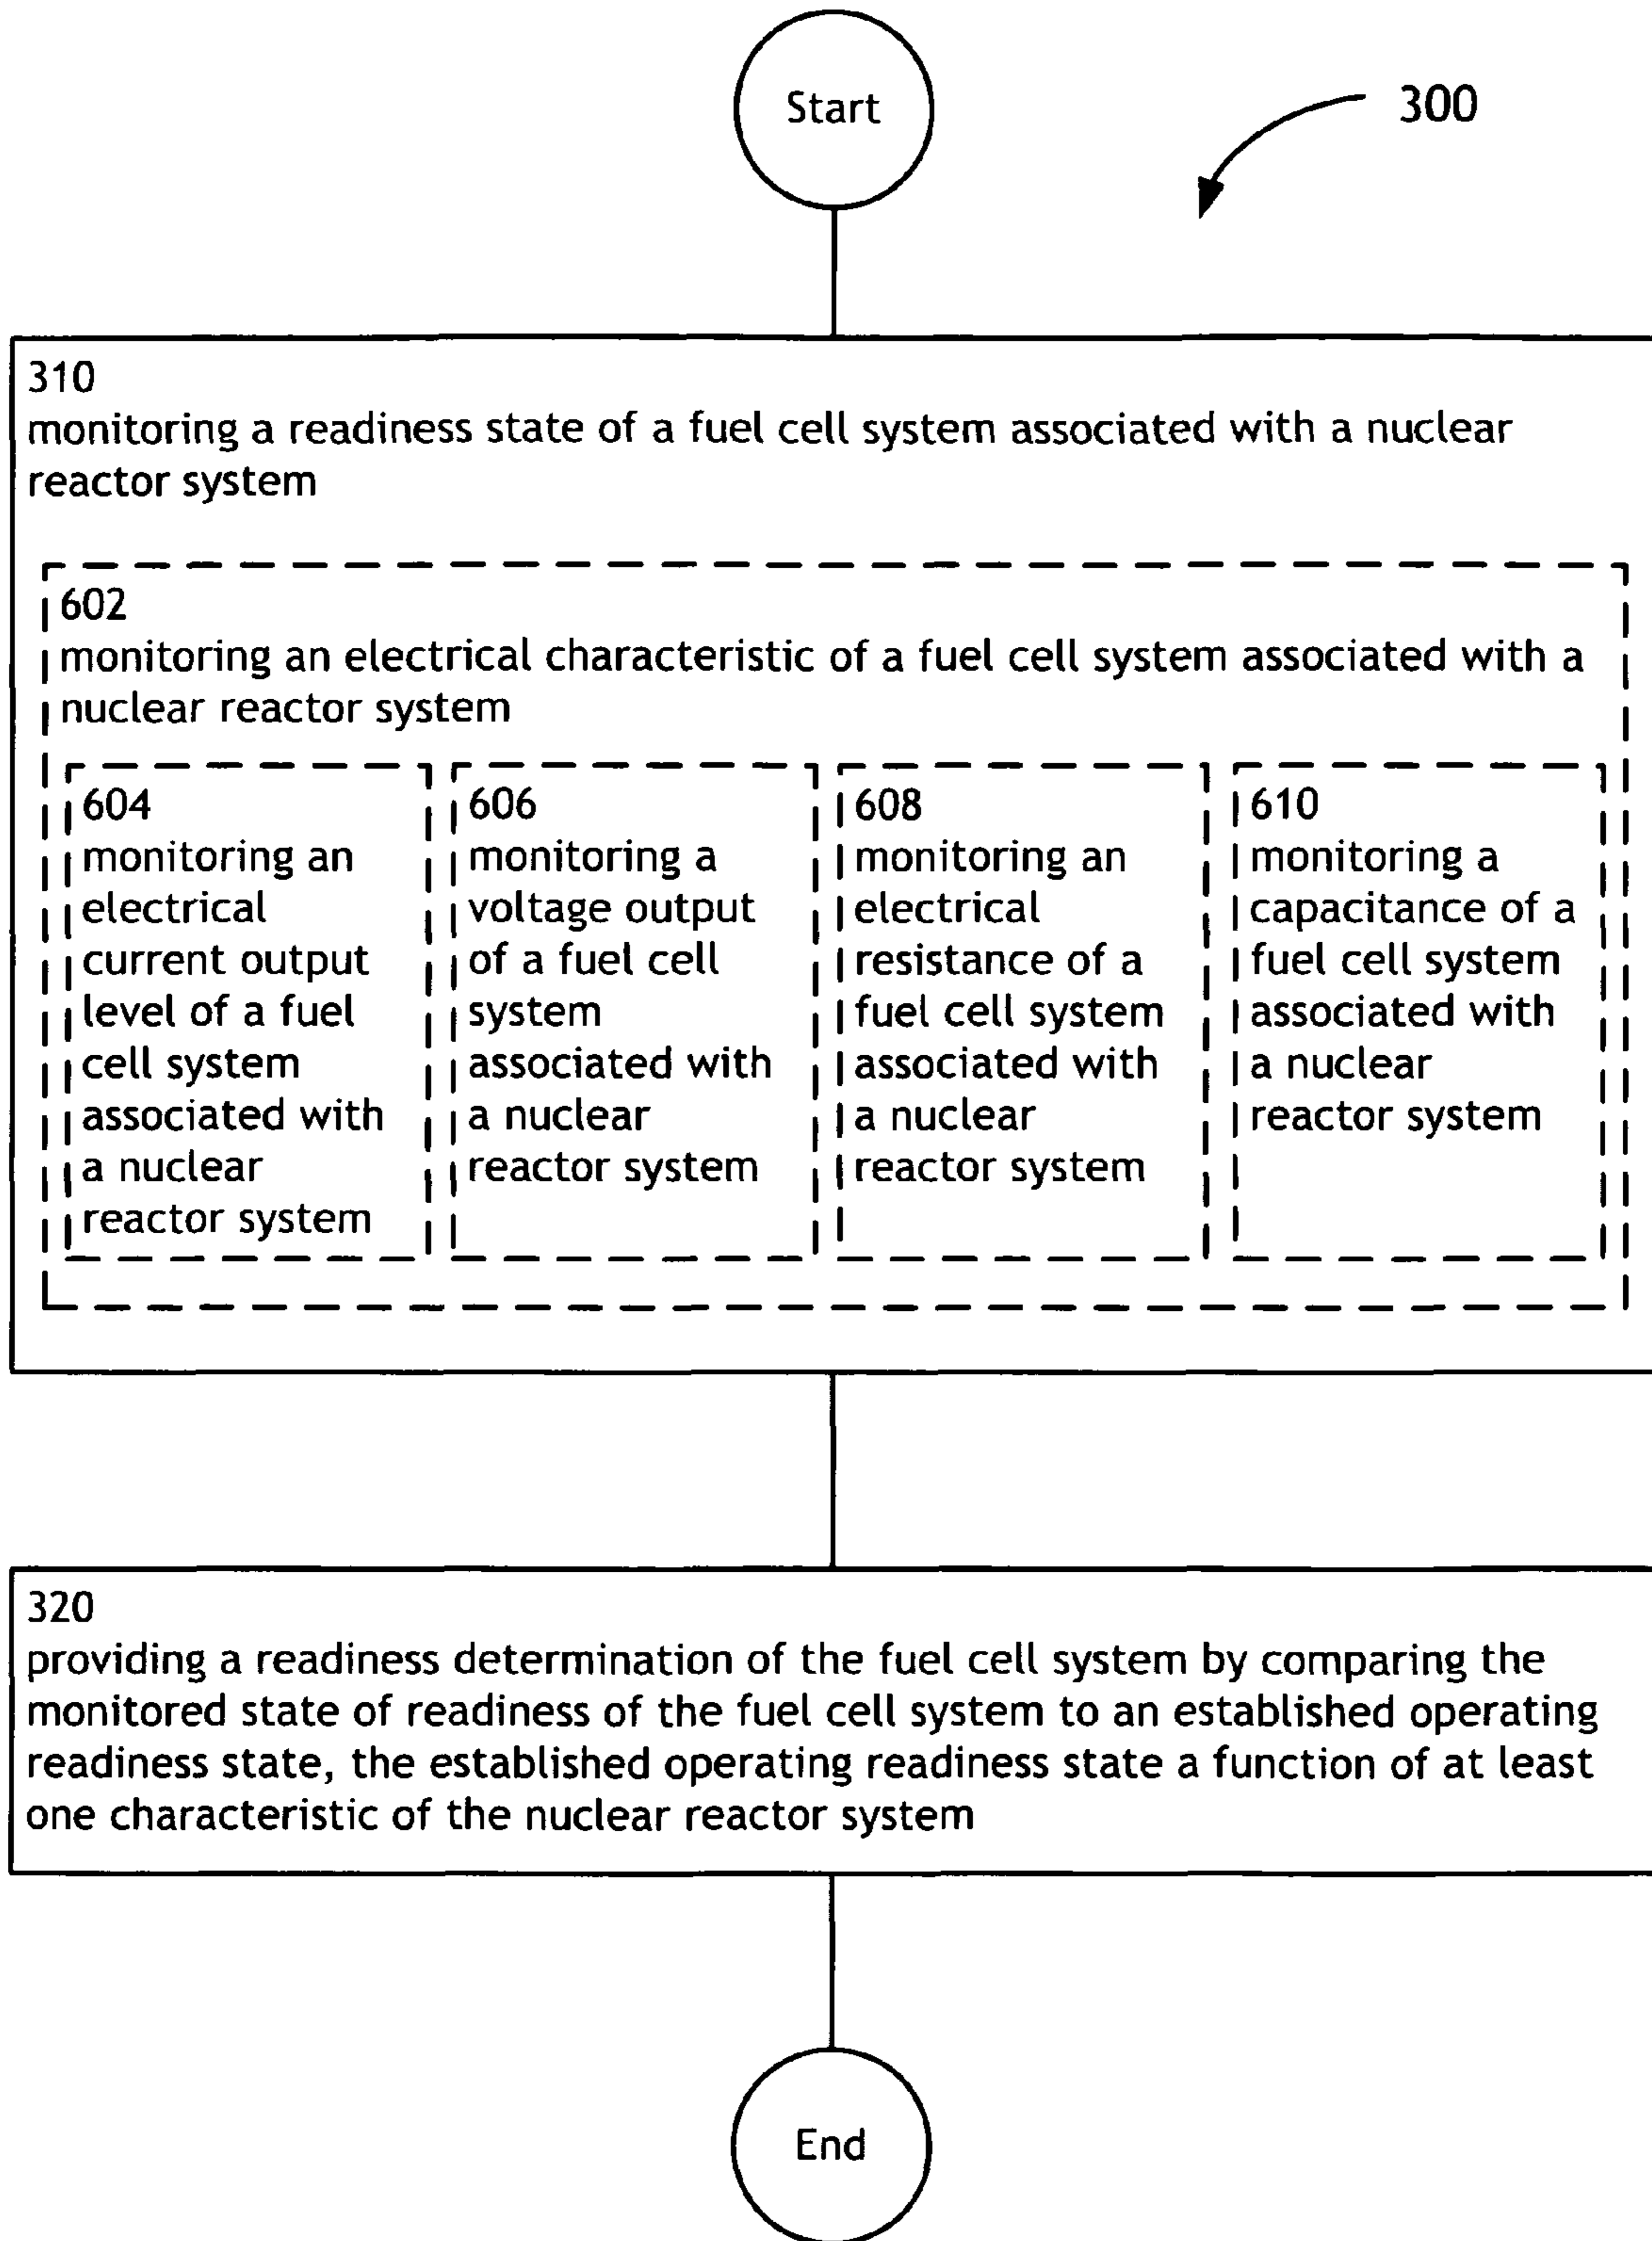 Start
300
310
monitoring a readiness state of a fuel cell system associated with a nuclear
reactor system
602
monitoring an electrical characteristic of a fuel cell system associated with a
nuclear reactor system
604
monitoring an
electrical
current output
level of a fuel
cell system
associated with
a nuclear
reactor system
606
monitoring a
voltage output
of a fuel cell
system
associated with
a nuclear
reactor system
608
monitoring an
electrical
resistance of a
fuel cell system
associated with
a nuclear
reactor system
610
monitoring a
capacitance of a
fuel cell system
associated with
a nuclear
reactor system
320
providing a readiness determination of the fuel cell system by comparing the
monitored state of readiness of the fuel cell system to an established operating
readiness state, the established operating readiness state a function of at least
one characteristic of the nuclear reactor system
End